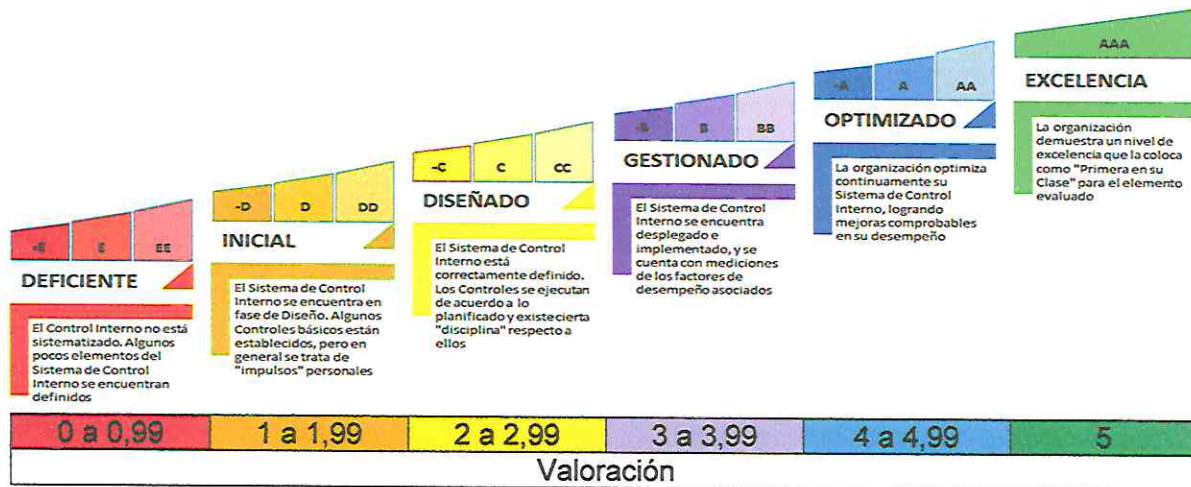 -E E EE
DEFICIENTE
El Control Interno no está
sistematizado. Algunos
pocos elementos del
Sistema de Control
Interno se encuentran
definidos
-D D DD
INICIAL
El Sistema de Control
Interno se encuentra en
fase de Diseño. Algunos
Controles básicos están
establecidos, pero en
general se trata de
"impulsos" personales
-C C CC
DISEÑADO
El Sistema de Control
Interno está
correctamente definido.
Los Controles se ejecutan
de acuerdo a lo
planificado y existe cierta
"disciplina" respecto a
ellos
-B B BB
GESTIONADO
El Sistema de Control
Interno se encuentra
desplegado e
implementado, y se
cuenta con mediciones
de los factores de
desempeño asociados
-A A AA
OPTIMIZADO
La organización optimiza
continuamente su
Sistema de Control
Interno, logrando
mejoras comprobables
en su desempeño
AAA
EXCELENCIA
La organización
demuestra un nivel de
excelencia que la coloca
como "Primera en su
Clase" para el elemento
evaluado
0 a 0,99 1 a 1,99 2 a 2,99 3 a 3,99 4 a 4,99 5
Valoración